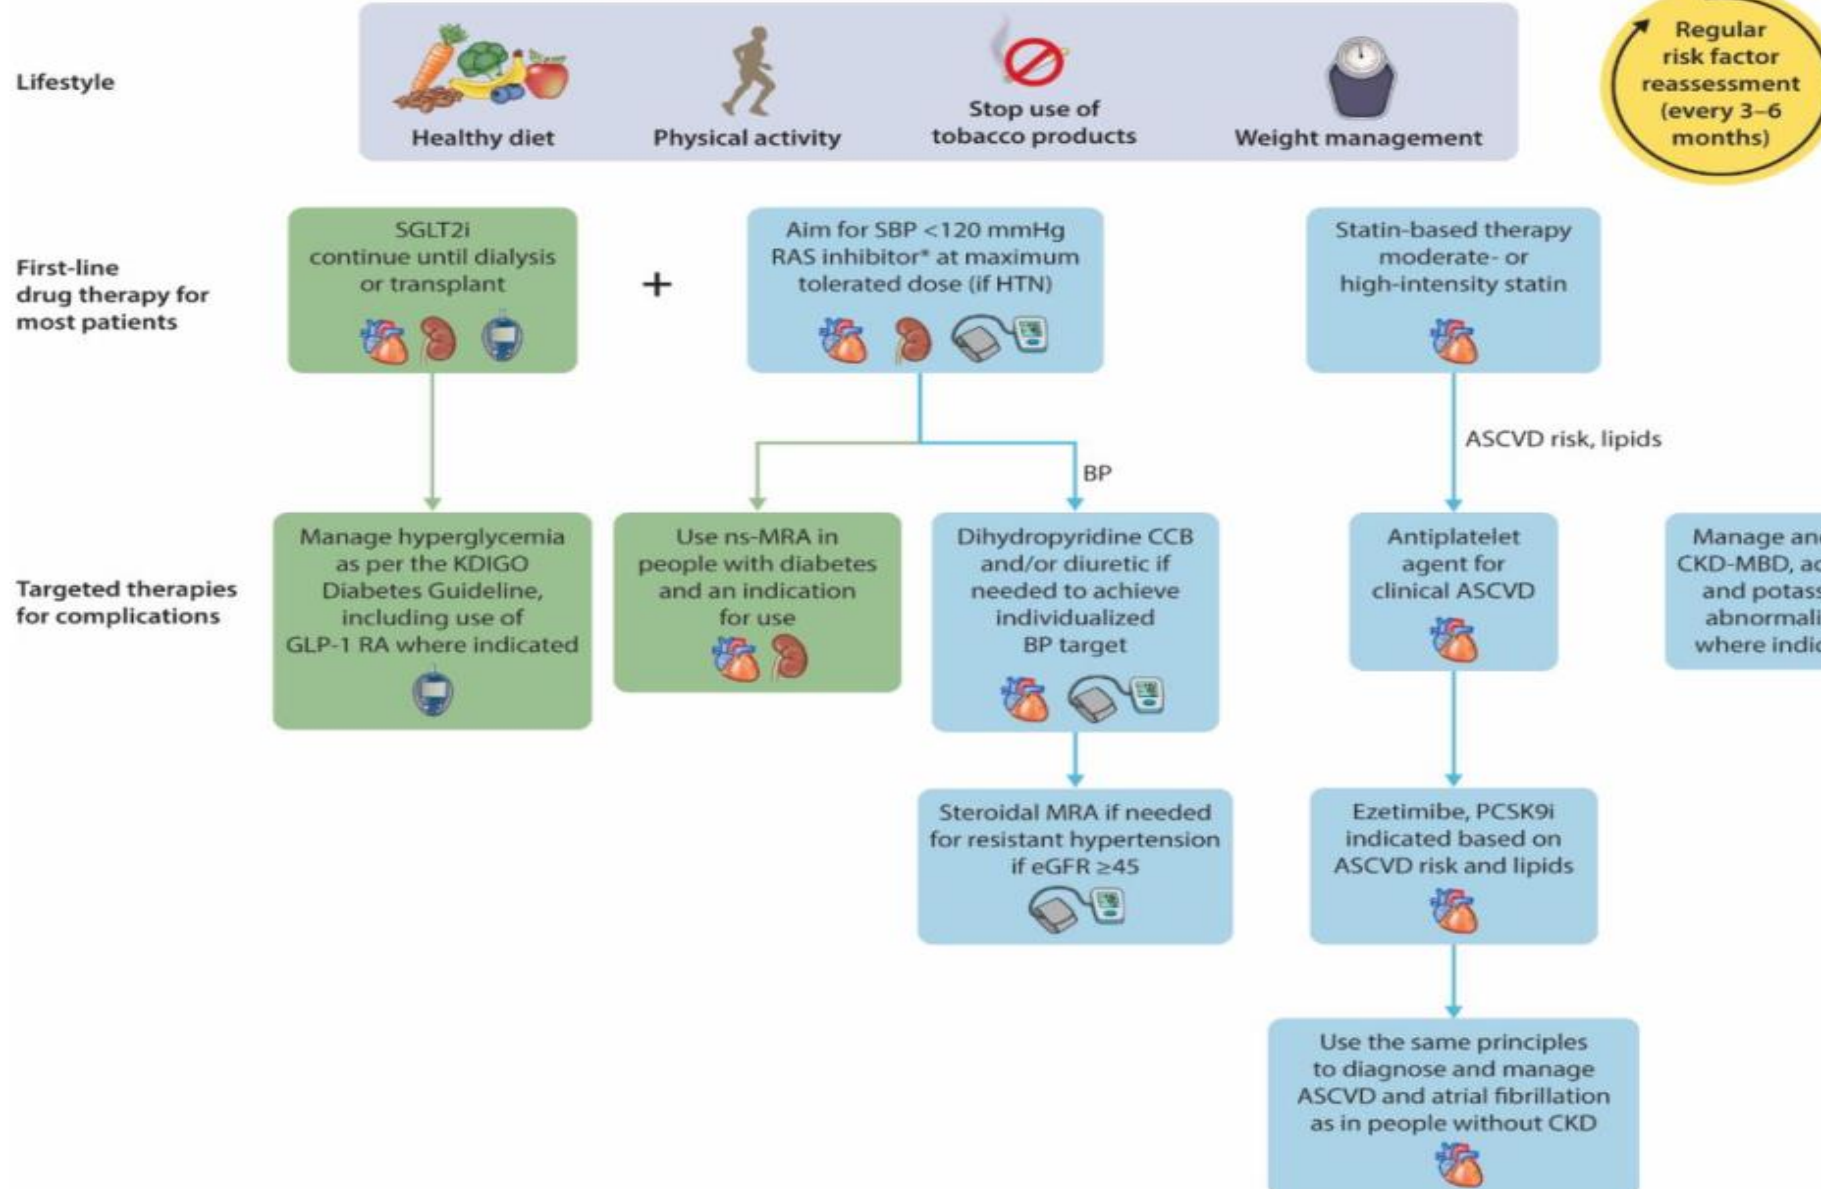 Lifestyle
Healthy diet
Physical activity
Stop use of
tobacco products
Weight management
Regular
risk factor
reassessment
(every 3–6
months)
First-line
drug therapy for
most patients
SGLT2i
continue until dialysis
or transplant
+
Aim for SBP <120 mmHg
RAS inhibitor* at maximum
tolerated dose (if HTN)
Statin-based therapy
moderate- or
high-intensity statin
ASCVD risk, lipids
BP
Targeted therapies
for complications
Manage hyperglycemia
as per the KDIGO
Diabetes Guideline,
including use of
GLP-1 RA where indicated
Use ns-MRA in
people with diabetes
and an indication
for use
Dihydropyridine CCB
and/or diuretic if
needed to achieve
individualized
BP target
Antiplatelet
agent for
clinical ASCVD
Manage
CKD-MBD,
and
where
Steroidal MRA if needed
for resistant hypertension
if eGFR ≥45
Ezetimibe, PCSK9i
indicated based on
ASCVD risk and lipids
Use the same principles
to diagnose and manage
ASCVD and atrial fibrillation
as in people without CKD